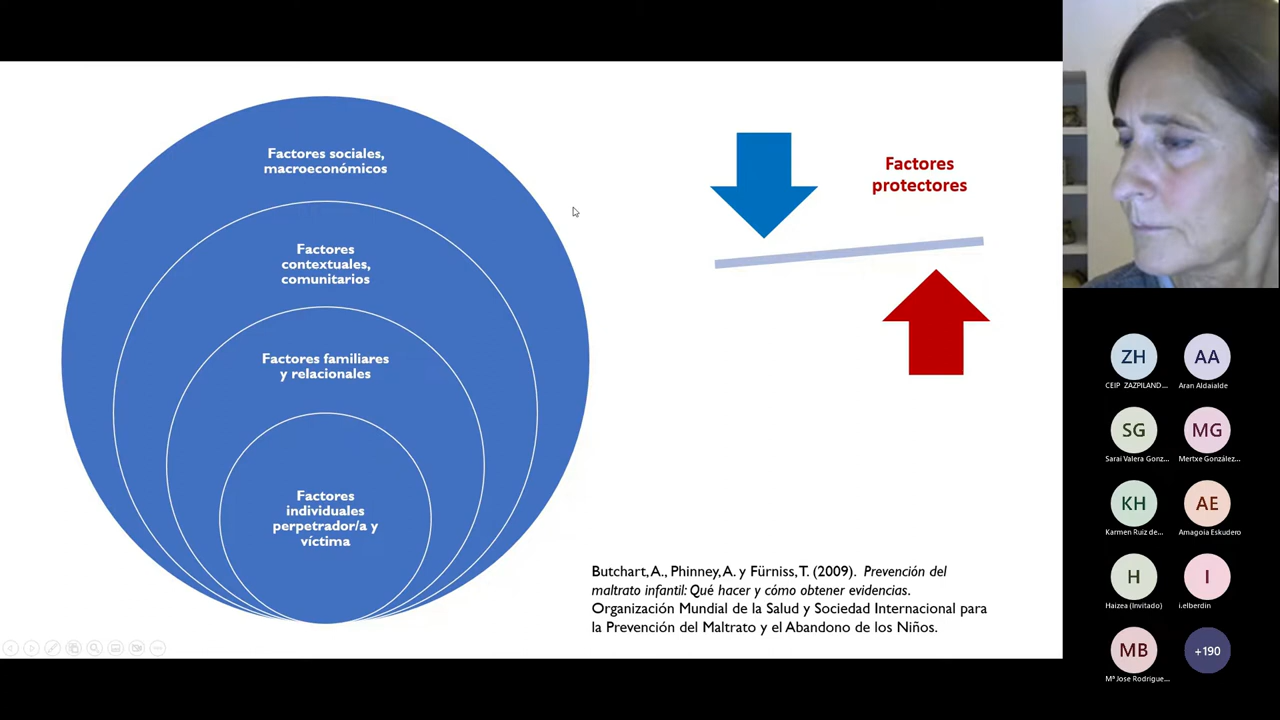 Factores sociales,
macroeconómicos
Factores
contextuales,
comunitarios
Factores familiares
y relacionales
Factores
individuales
perpetrador/a y
víctima
Factores
protectores
Butchart, A., Phinney, A. y Fürniss, T. (2009). Prevención del
maltrato infantil: Qué hacer y cómo obtener evidencias.
Organización Mundial de la Salud y Sociedad Internacional para
la Prevención del Maltrato y el Abandono de los Niños.
ZH
CEIP ZAZPILAND...
AA
Aran Aldaialde
SG
Sarai Valera Gonz...
MG
Mertxe González...
KH
Karmen Ruiz de...
AE
Amagoia Eskudero
H
Haizea (Invitado)
I
i.elberdin
MB
Mª Jose Rodrigue...
+190